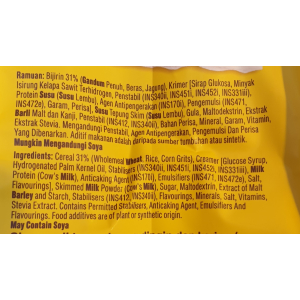 Ramuan: Bijirin 31% (Gandum Penuh, Beras, Jagung), Krimer [Sirap Glukosa, Minyak
Isirung Kelapa Sawit Terhidrogen, Penstabil (INS340ii, INS451i, INS452i, INS331iii),
Protein Susu (Susu Lembu), Agen Antipenggumpalan (INS170i), Pengemulsi (INS471,
INS472e), Garam, Perisa], Susu Tepung Skim (Susu Lembu), Gula, Maltodekstrin, Ekstrak
Barli Malt dan Kanji, Penstabil (INS412, INS340ii), Bahan Perisa, Mineral, Garam, Vitamin,
Ekstrak Stevia. Mengandungi Penstabil, Agen Antipengerakan, Pengemulsi Dan Perisa
Yang Dibenarkan. Aditif makanan adalah daripada sumber tumbuhan atau sintetik.
Mungkin Mengandungi Soya
Ingredients: Cereal 31% (Wholemeal Wheat, Rice, Corn Grits), Creamer [Glucose Syrup,
Hydrogenated Palm Kernel Oil, Stabilisers (INS340ii, INS451i, INS452i, INS331iii), Milk
Protein (Cow's Milk), Anticaking Agent (INS170i), Emulsifiers (INS471, INS472e), Salt,
Flavourings], Skimmed Milk Powder (Cow's Milk), Sugar, Maltodextrin, Extract of Malt
Barley and Starch, Stabilisers (INS412, INS340ii), Flavourings, Minerals, Salt, Vitamins,
Stevia Extract. Contains Permitted Stabilisers, Anticaking Agent, Emulsifiers And
Flavourings. Food additives are of plant or synthetic origin.
May Contain Soya